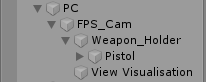 PC
FPS_Cam
Weapon_Holder
Pistol
View Visualisation